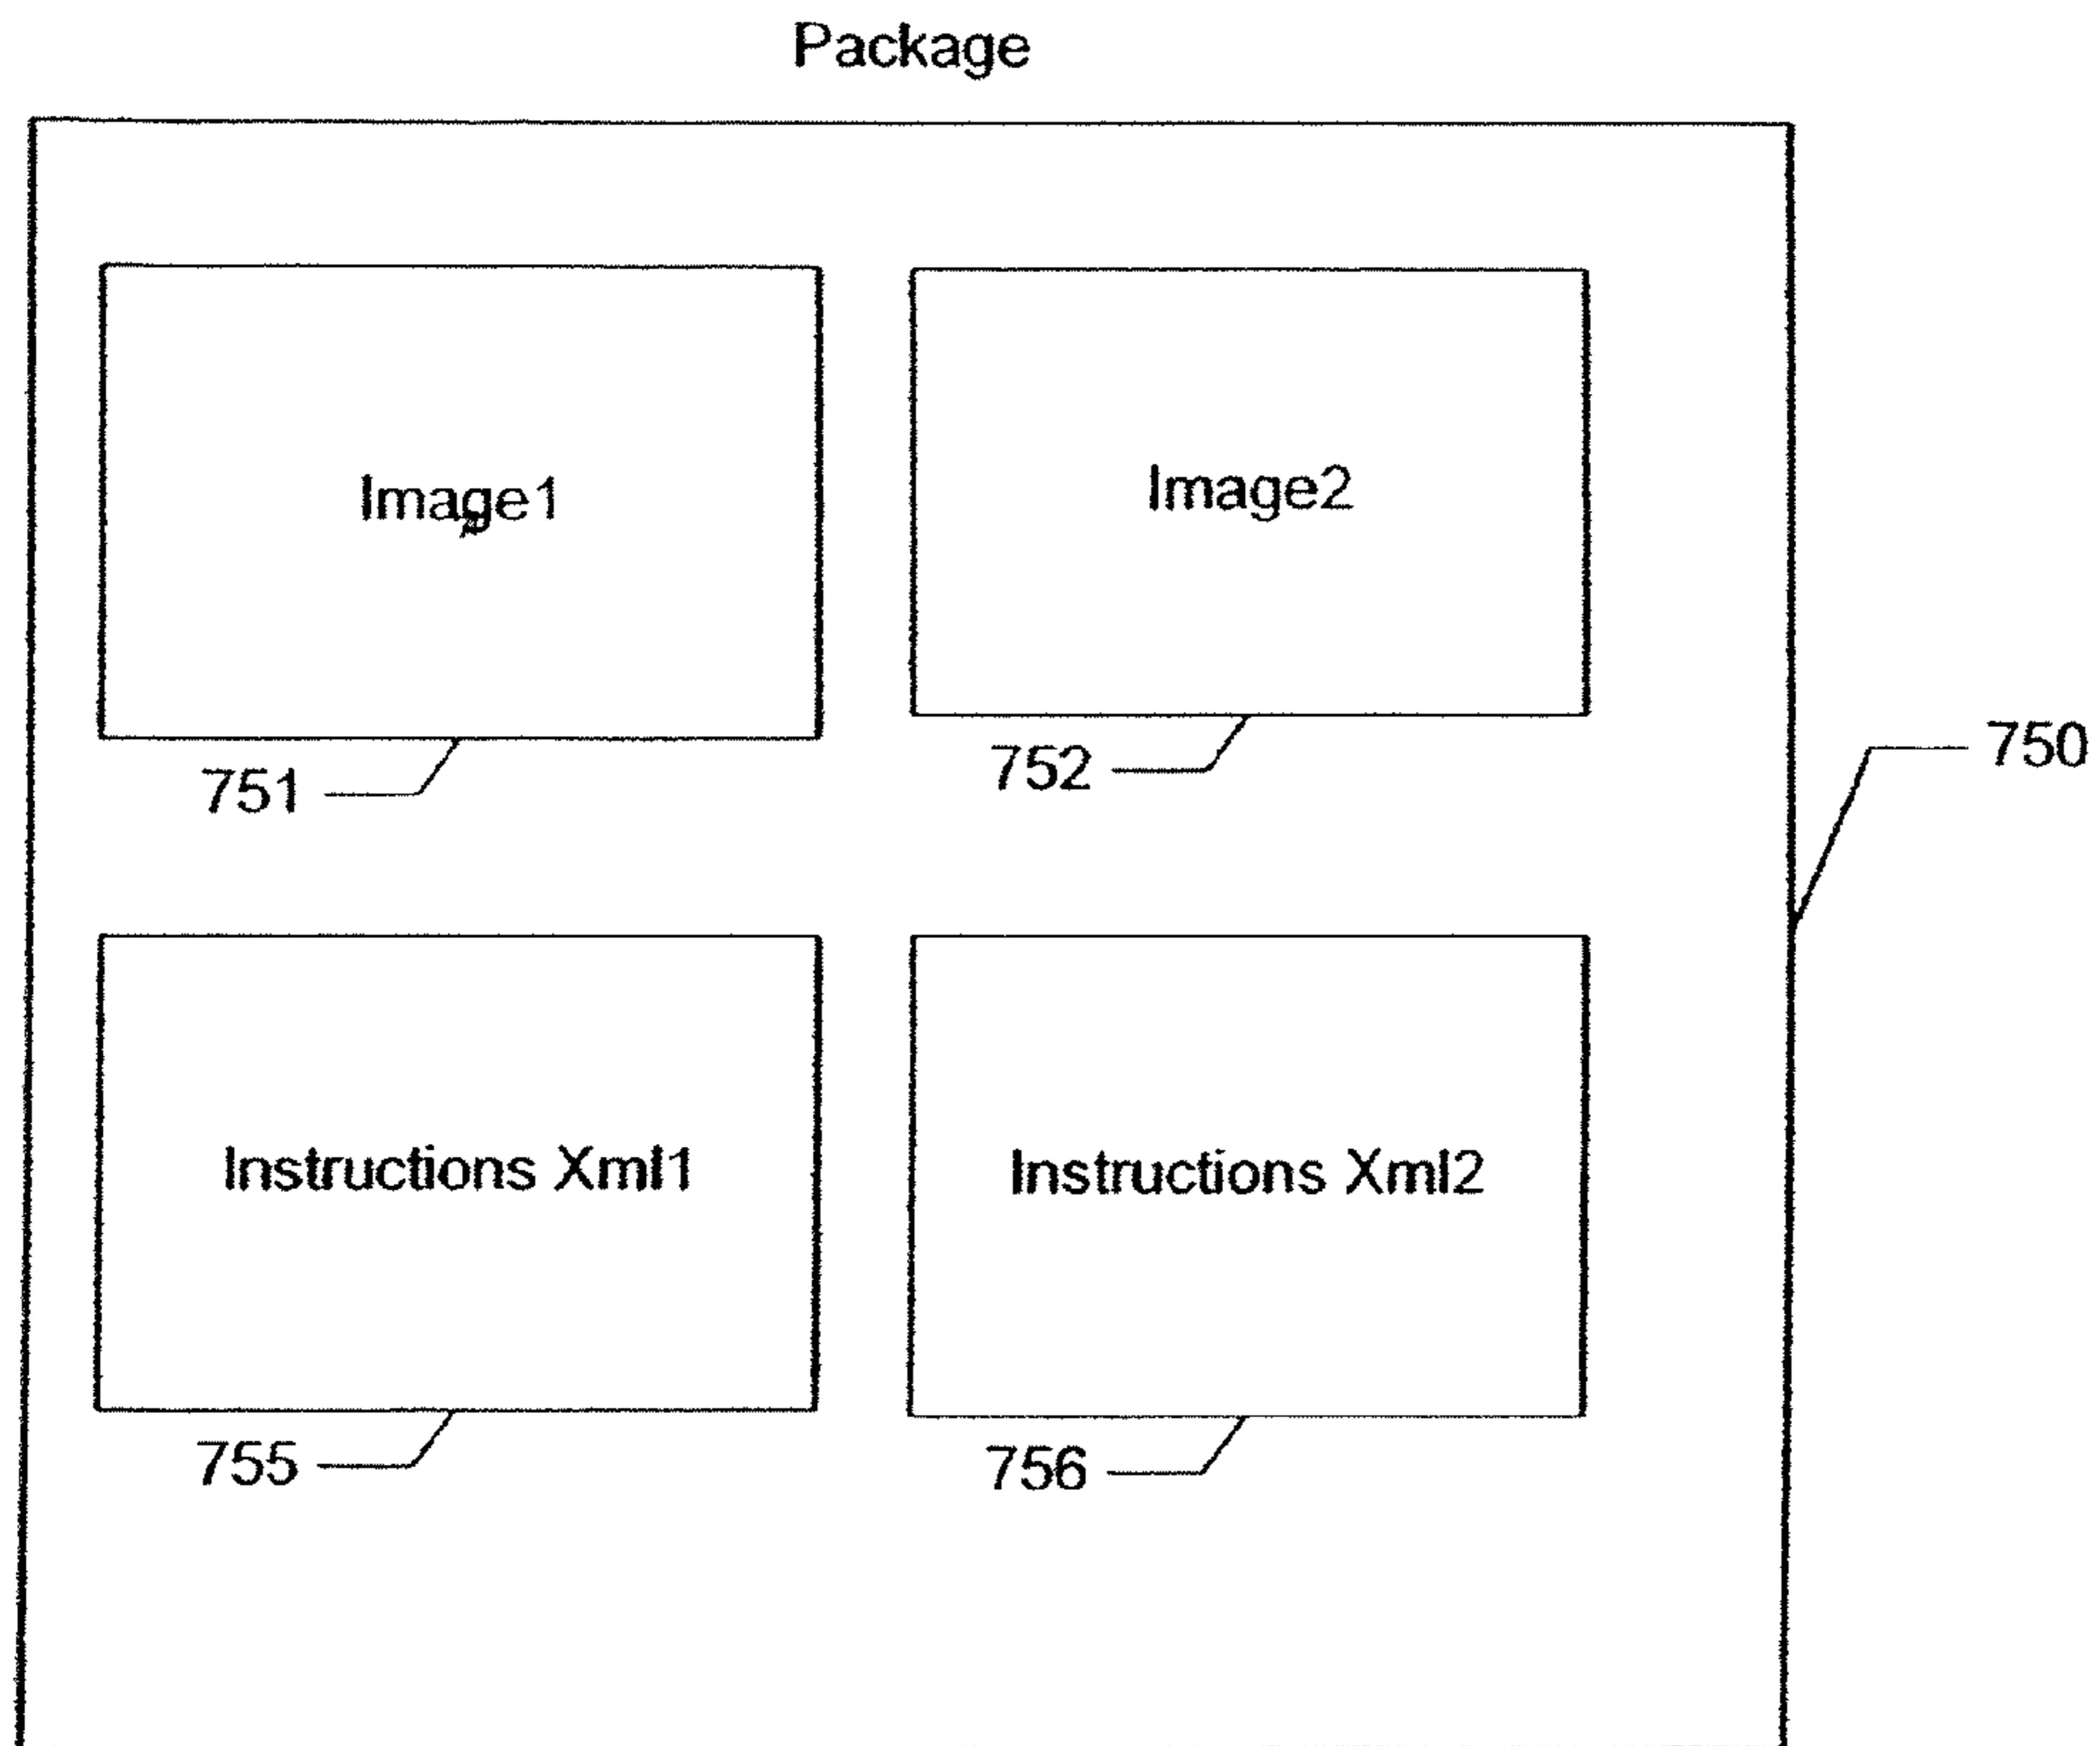 Package
Image1
Image2
751
752
750
Instructions Xml1
Instructions Xml2
755
756